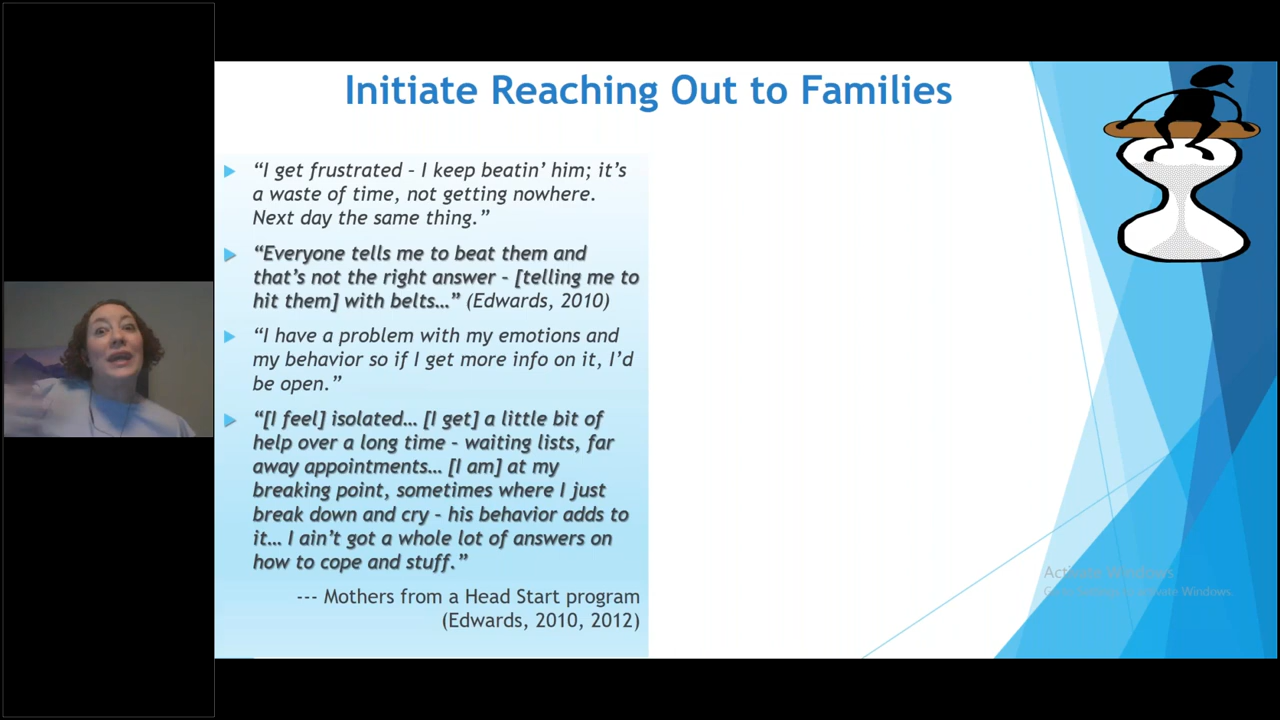 Initiate Reaching Out to Families
“I get frustrated – I keep beatin’ him; it’s
a waste of time, not getting nowhere.
Next day the same thing.”
“Everyone tells me to beat them and
that’s not the right answer – [telling me to
hit them] with belts…” (Edwards, 2010)
“I have a problem with my emotions and
my behavior so if I get more info on it, I’d
be open.”
“[I feel] isolated… [I get] a little bit of
help over a long time – waiting lists, far
away appointments… [I am] at my
breaking point, sometimes where I just
break down and cry – his behavior adds to
it… I ain’t got a whole lot of answers on
how to cope and stuff.”
--- Mothers from a Head Start program
(Edwards, 2010, 2012)
Activate Windows
Windows.